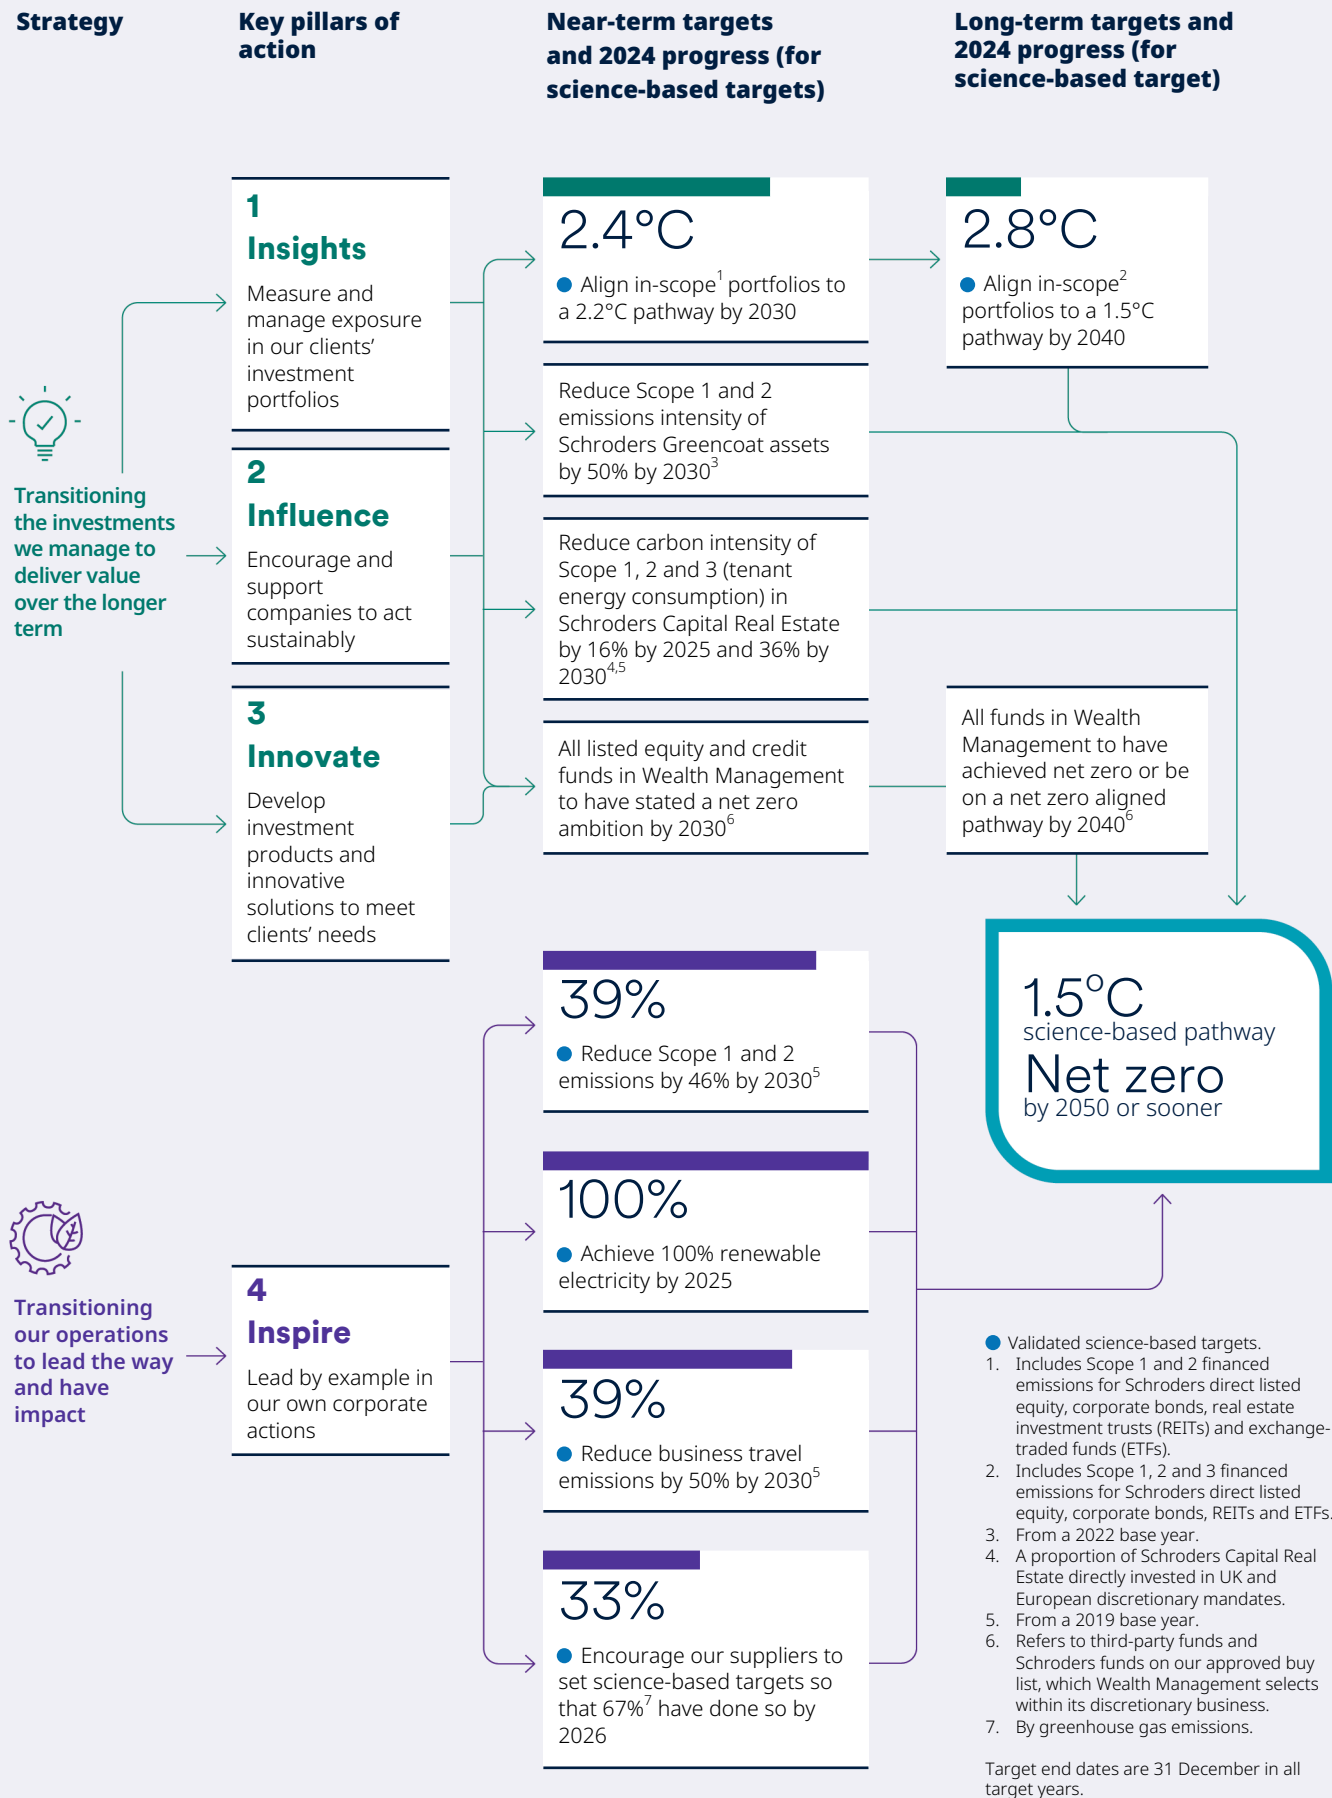 Strategy
Key pillars of
action
Near-term targets
and 2024 progress (for
science-based targets)
Long-term targets and
2024 progress (for
science-based target)
Transitioning
the investments
we manage to
deliver value
over the longer
term
1
Insights
Measure and
manage exposure
in our clients’
investment
portfolios
2
Influence
Encourage and
support
companies to act
sustainably
3
Innovate
Develop
investment
products and
innovative
solutions to meet
clients’ needs
2.4°C
● Align in-scope¹ portfolios to
a 2.2°C pathway by 2030
Reduce Scope 1 and 2
emissions intensity of
Schroders Greencoat assets
by 50% by 2030³
Reduce carbon intensity of
Scope 1, 2 and 3 (tenant
energy consumption) in
Schroders Capital Real Estate
by 16% by 2025 and 36% by
2030⁴,⁵
All listed equity and credit
funds in Wealth Management
to have stated a net zero
ambition by 2030⁶
2.8°C
● Align in-scope²
portfolios to a 1.5°C
pathway by 2040
All funds in Wealth
Management to have
achieved net zero or be
on a net zero aligned
pathway by 2040⁶
1.5°C
science-based pathway
Net zero
by 2050 or sooner
Transitioning
our operations
to lead the way
and have
impact
4
Inspire
Lead by example in
our own corporate
actions
39%
● Reduce Scope 1 and 2
emissions by 46% by 2030⁵
100%
● Achieve 100% renewable
electricity by 2025
39%
● Reduce business travel
emissions by 50% by 2030⁵
33%
● Encourage our suppliers to
set science-based targets so
that 67%⁷ have done so by
2026
● Validated science-based targets.
1. Includes Scope 1 and 2 financed
emissions for Schroders direct listed
equity, corporate bonds, real estate
investment trusts (REITs) and exchange-
traded funds (ETFs).
2. Includes Scope 1, 2 and 3 financed
emissions for Schroders direct listed
equity, corporate bonds, REITs and ETFs.
3. From a 2022 base year.
4. A proportion of Schroders Capital Real
Estate directly invested in UK and
European discretionary mandates.
5. From a 2019 base year.
6. Refers to third-party funds and
Schroders funds on our approved buy
list, which Wealth Management selects
within its discretionary business.
7. By greenhouse gas emissions.
Target end dates are 31 December in all
target years.